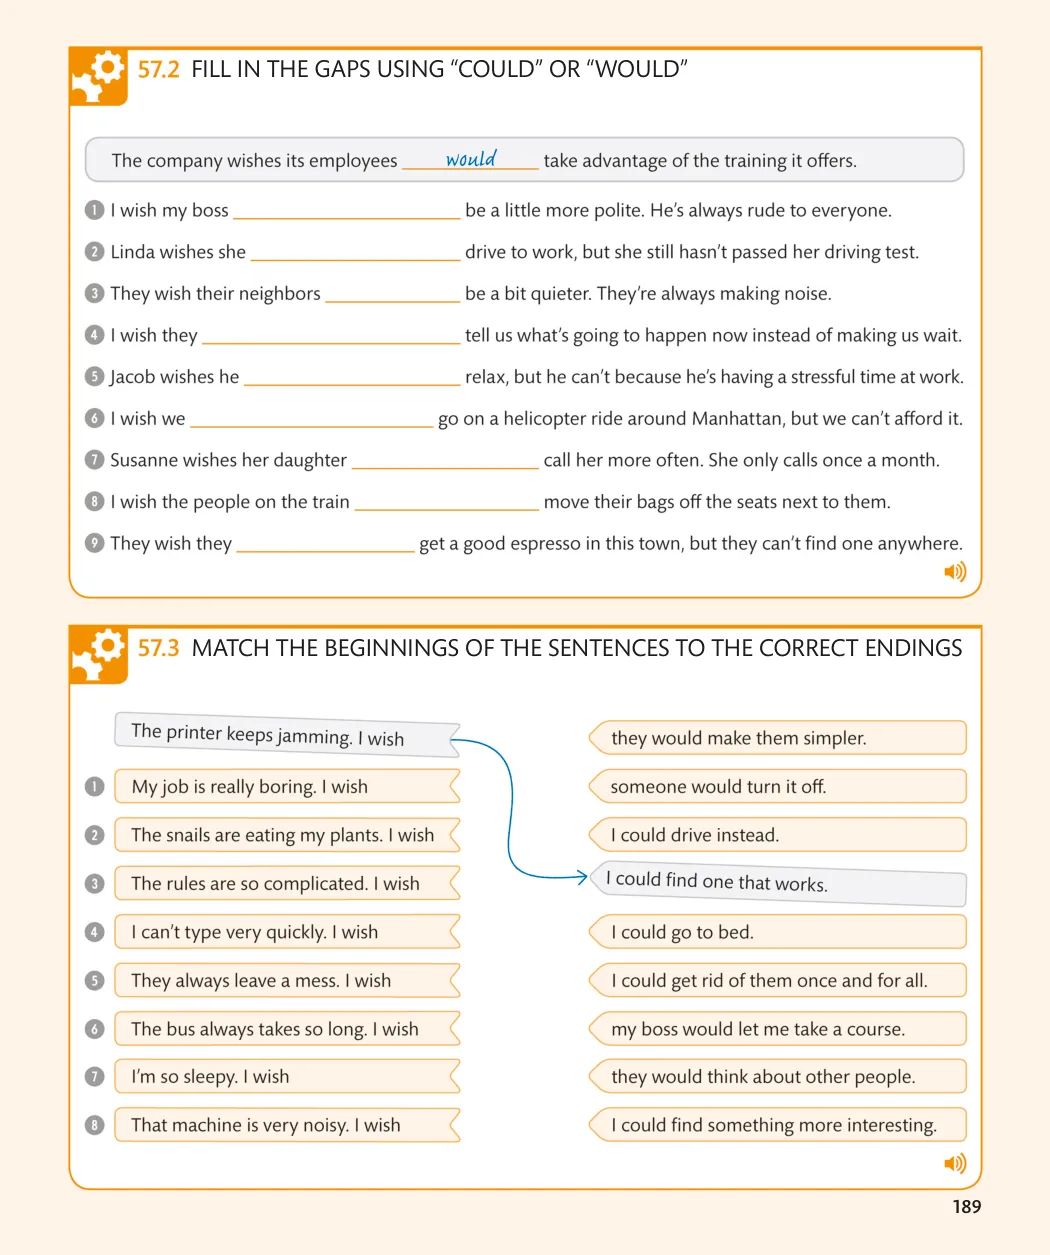 57.2 FILL IN THE GAPS USING “COULD” OR “WOULD”
The company wishes its employees would take advantage of the training it offers.
1 I wish my boss be a little more polite. He’s always rude to everyone.
2 Linda wishes she drive to work, but she still hasn’t passed her driving test.
3 They wish their neighbors be a bit quieter. They’re always making noise.
4 I wish they tell us what’s going to happen now instead of making us wait.
5 Jacob wishes he relax, but he can’t because he’s having a stressful time at work.
6 I wish we go on a helicopter ride around Manhattan, but we can’t afford it.
7 Susanne wishes her daughter call her more often. She only calls once a month.
8 I wish the people on the train move their bags off the seats next to them.
9 They wish they get a good espresso in this town, but they can’t find one anywhere.
57.3 MATCH THE BEGINNINGS OF THE SENTENCES TO THE CORRECT ENDINGS
The printer keeps jamming. I wish they would make them simpler.
1 My job is really boring. I wish someone would turn it off.
2 The snails are eating my plants. I wish I could drive instead.
3 The rules are so complicated. I wish I could find one that works.
4 I can’t type very quickly. I wish I could go to bed.
5 They always leave a mess. I wish I could get rid of them once and for all.
6 The bus always takes so long. I wish my boss would let me take a course.
7 I’m so sleepy. I wish they would think about other people.
8 That machine is very noisy. I wish I could find something more interesting.
189